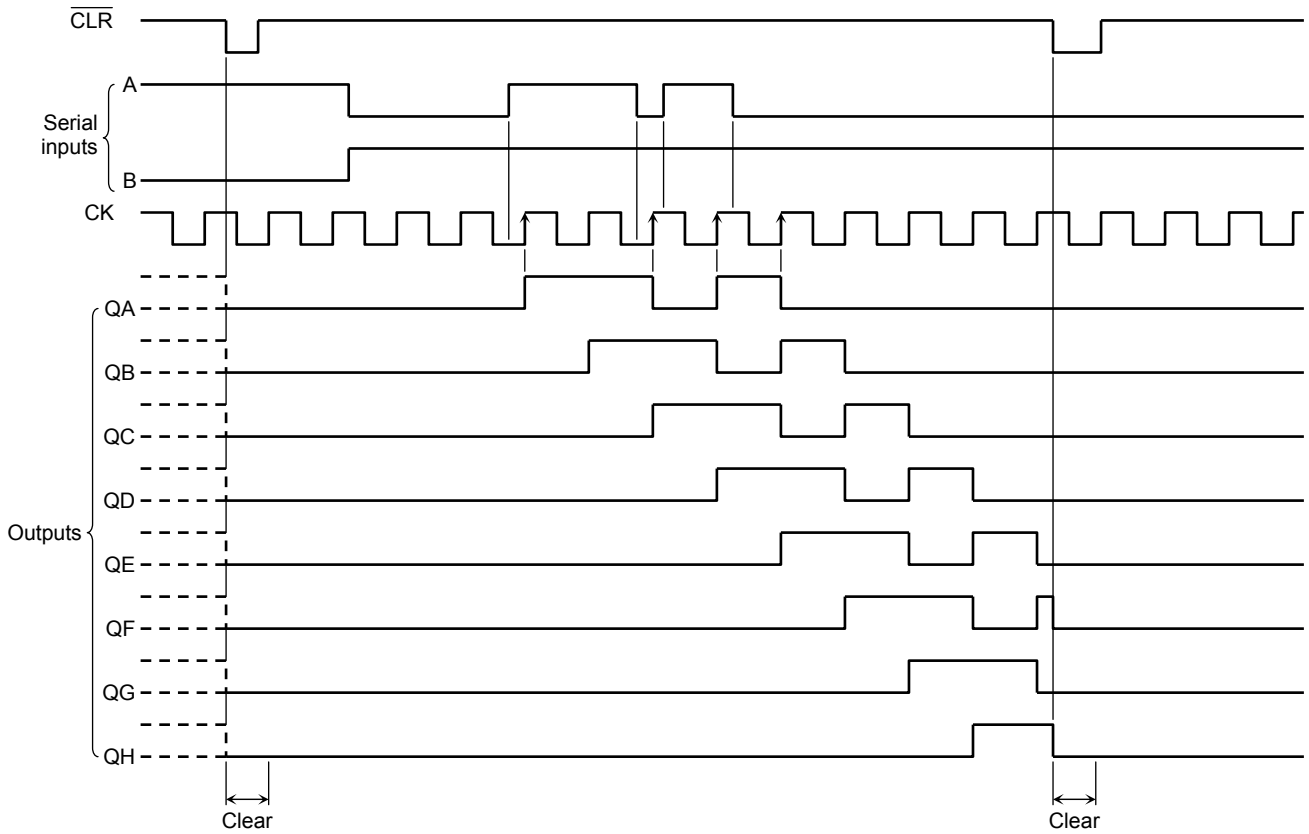 CLR
A
Serial
inputs
B
CK
QA
QB
QC
QD
Outputs
QE
QF
QG
QH
Clear
Clear